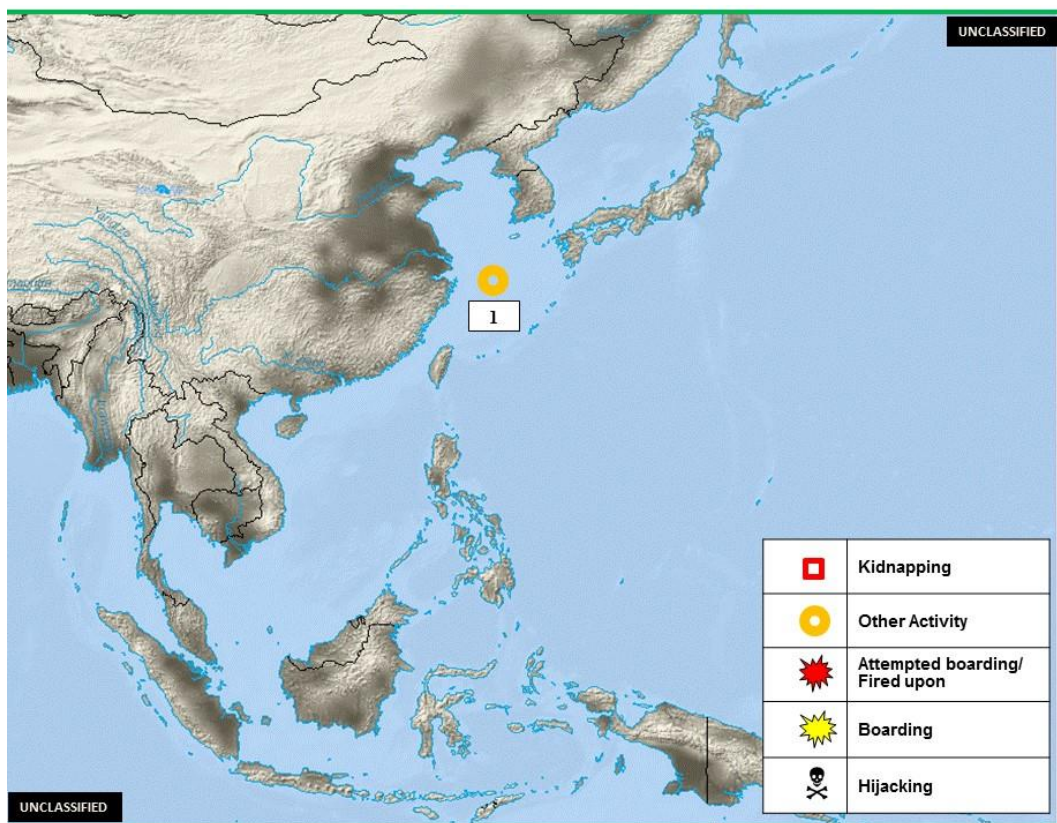 UNCLASSIFIED
1
Kidnapping
Other Activity
Attempted boarding/
Fired upon
Boarding
Hijacking
UNCLASSIFIED